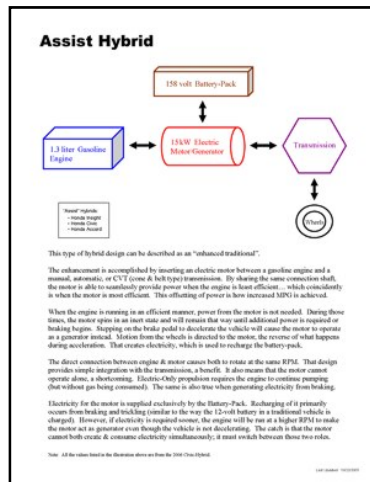 Assist Hybrid
158 volt Battery-Pack
1.3 liter Gasoline
Engine
15kW Electric
Motor/Generator
Transmission
Wheels
"Assist" Hybrids
• Honda Insight
• Honda Civic
• Honda Accord
This type of hybrid design can be described as an "enhanced traditional".
The enhancement is accomplished by inserting an electric motor between a gasoline engine and a
manual, automatic, or CVT (cone & belt type) transmission. By sharing the same connection shaft,
the motor is able to seamlessly provide power when the engine is least efficient... which coincidently
is when the motor is most efficient. This offsetting of power is how increased MPG is achieved.
When the engine is running in an efficient manner, power from the motor is not needed. During those
times, the motor spins in an inert state and will remain that way until additional power is required or
braking begins. Stepping on the brake pedal to decelerate the vehicle will cause the motor to operate
as a generator instead. Motion from the wheels is directed to the motor, the reverse of what happens
during acceleration. That creates electricity, which is used to recharge the battery-pack.
The direct connection between engine & motor causes both to rotate at the same RPM. That design
provides simple integration with the transmission, a benefit. It also means that the motor cannot
operate alone, a shortcoming. Electric-Only propulsion requires the engine to continue pumping
(but without gas being consumed). The same is also true when generating electricity from braking.
Electricity for the motor is supplied exclusively by the Battery-Pack. Recharging of it primarily
occurs from braking and trickling (similar to the way the 12-volt battery in a traditional vehicle is
charged). However, if electricity is required sooner, the engine will be run at a higher RPM to make
the motor act as generator even though the vehicle is not decelerating. The catch is that the motor
cannot both create & consume electricity simultaneously; it must switch between those two roles.
Note: All the values listed in the illustration above are from the 2006 Civic-Hybrid.
Last Updated: